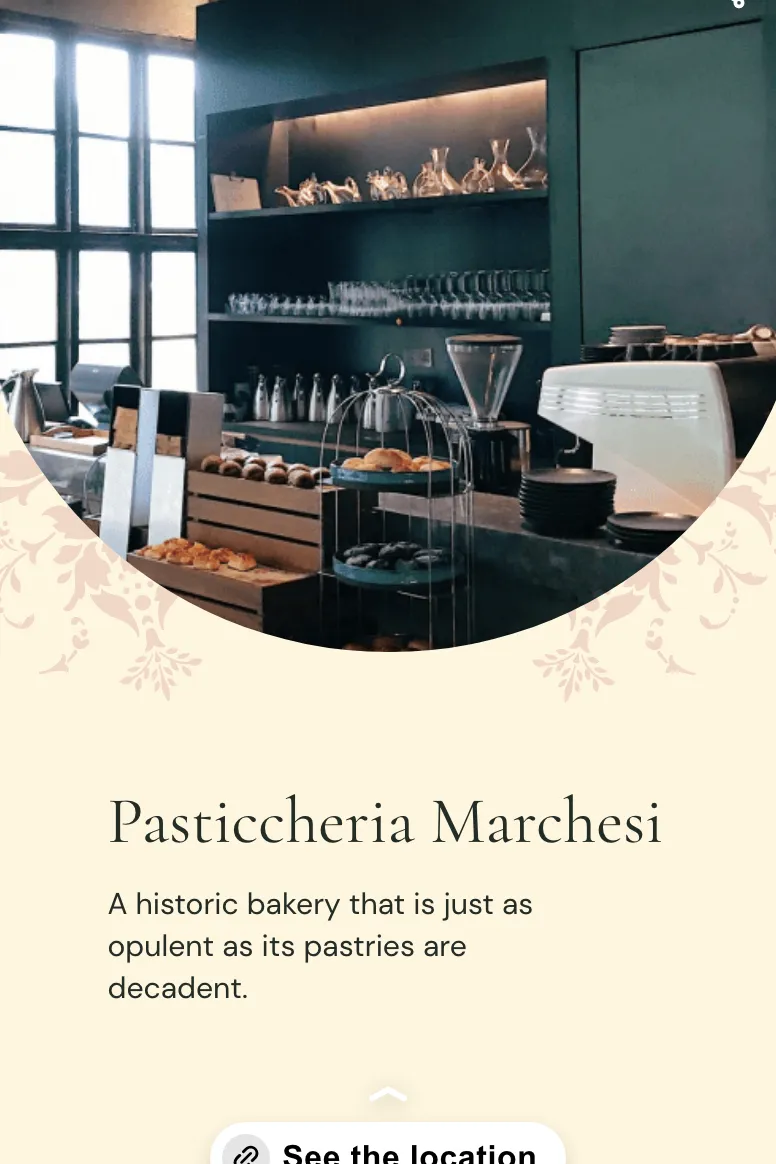 Pasticcheria Marchesi
A historic bakery that is just as
opulent as its pastries are
decadent.
See the location